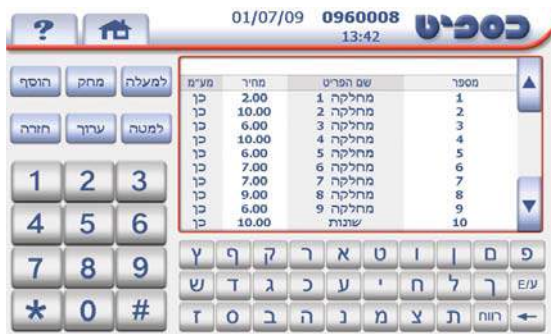 ? 01/07/09 0960008 כספיט
13:42
הוסף מחק למעלה
חזרה ערוך למטה
מספר שם הפריט מחיר מע"מ
1 מחלקה 1 2.00 כן
2 מחלקה 2 10.00 כן
3 מחלקה 3 6.00 כן
4 מחלקה 4 10.00 כן
5 מחלקה 5 6.00 כן
6 מחלקה 6 7.00 כן
7 מחלקה 7 7.00 כן
8 מחלקה 8 9.00 כן
9 מחלקה 9 6.00 כן
10 שונות 10.00 כן
1 2 3
4 5 6
7 8 9
* 0 #
פ ם ן ו ט א ר ק ף ץ
E/ע ך ל ח י ע כ ג ד ש
רווח ת צ מ נ ה ב ס ז